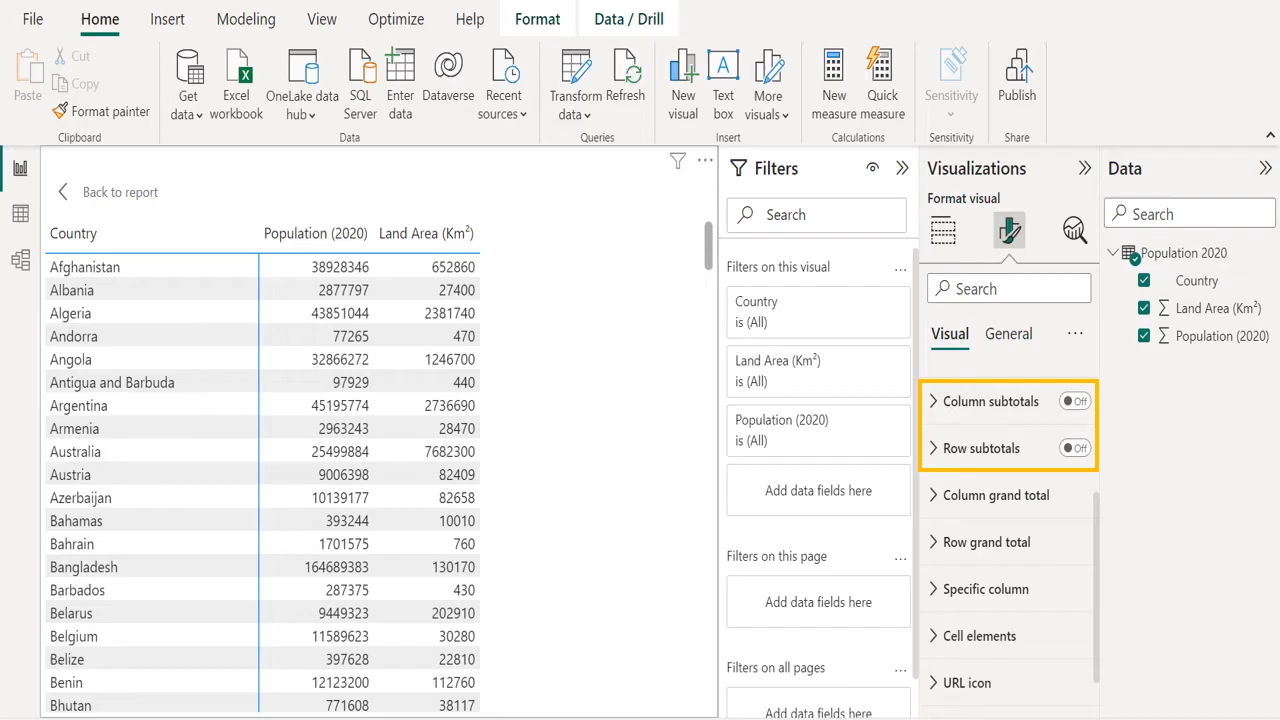 File Home Insert Modeling View Optimize Help Format Data / Drill
Paste
Cut
Copy
Format painter
Clipboard
Get data
Excel workbook
OneLake data hub
SQL Server
Enter data
Dataverse
Recent sources
Data
Transform data
Refresh
Queries
New visual
Text box
More visuals
Insert
New measure
Quick measure
Calculations
Sensitivity
Sensitivity
Publish
Share
Back to report
Country Population (2020) Land Area (Km²)
Afghanistan 38928346 652860
Albania 2877797 27400
Algeria 43851044 2381740
Andorra 77265 470
Angola 32866272 1246700
Antigua and Barbuda 97929 440
Argentina 45195774 2736690
Armenia 2963243 28470
Australia 25499884 7682300
Austria 9006398 82409
Azerbaijan 10139177 82658
Bahamas 393244 10010
Bahrain 1701575 760
Bangladesh 164689383 130170
Barbados 287375 430
Belarus 9449323 202910
Belgium 11589623 30280
Belize 397628 22810
Benin 12123200 112760
Bhutan 771608 38117
Filters
Search
Filters on this visual ...
Country
is (All)
Land Area (Km²)
is (All)
Population (2020)
is (All)
Add data fields here
Filters on this page ...
Add data fields here
Filters on all pages ...
Add data fields here
Visualizations
Format visual
Search
Visual General ...
Column subtotals Off
Row subtotals Off
Column grand total
Row grand total
Specific column
Cell elements
URL icon
Data
Search
Population 2020
Country
∑ Land Area (Km²)
∑ Population (2020)